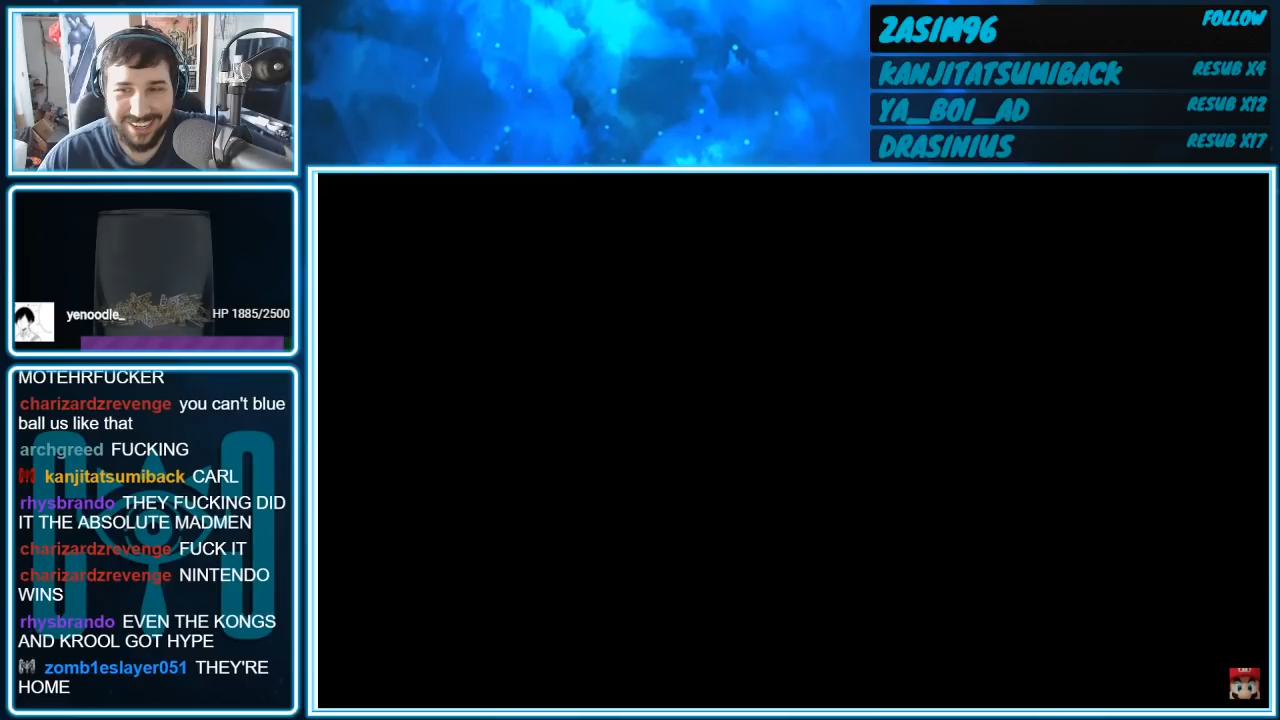 ZASIM96 FOLLOW
KANJITATSUMIBACK RESUB X4
YA__BOI__AD RESUB X12
DRASINIUS RESUB X17
yenoodle_ HP 1885/2500
MOTEHRFUCKER
charizardzrevenge you can't blue
ball us like that
archgreed FUCKING
kanjitatsumiback CARL
rhysbrando THEY FUCKING DID
IT THE ABSOLUTE MADMEN
charizardzrevenge FUCK IT
charizardzrevenge NINTENDO
WINS
rhysbrando EVEN THE KONGS
AND KROOL GOT HYPE
zomb1eslayer051 THEY'RE
HOME